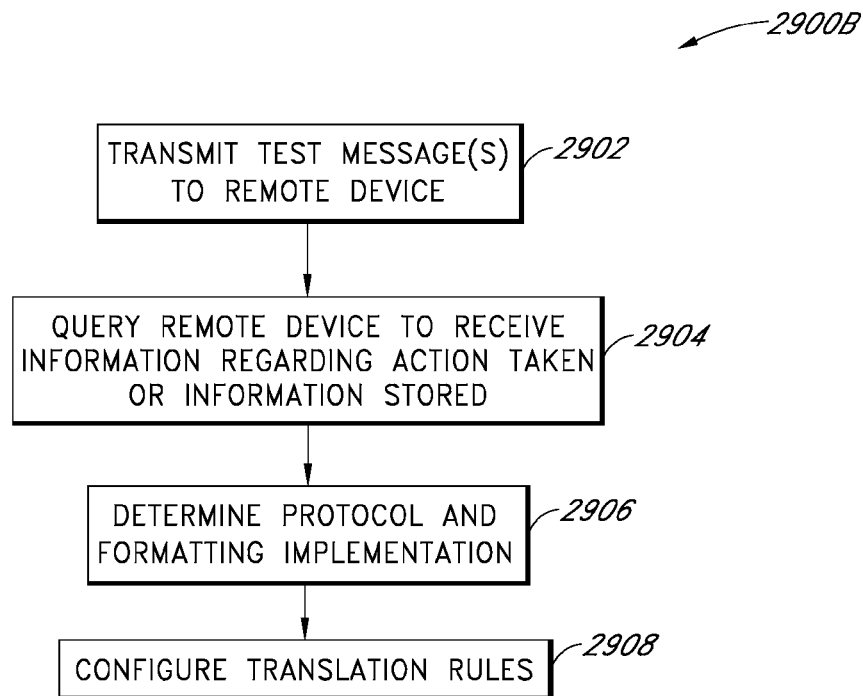 2900B
TRANSMIT TEST MESSAGE(S)
TO REMOTE DEVICE
2902
QUERY REMOTE DEVICE TO RECEIVE
INFORMATION REGARDING ACTION TAKEN
OR INFORMATION STORED
2904
DETERMINE PROTOCOL AND
FORMATTING IMPLEMENTATION
2906
CONFIGURE TRANSLATION RULES
2908